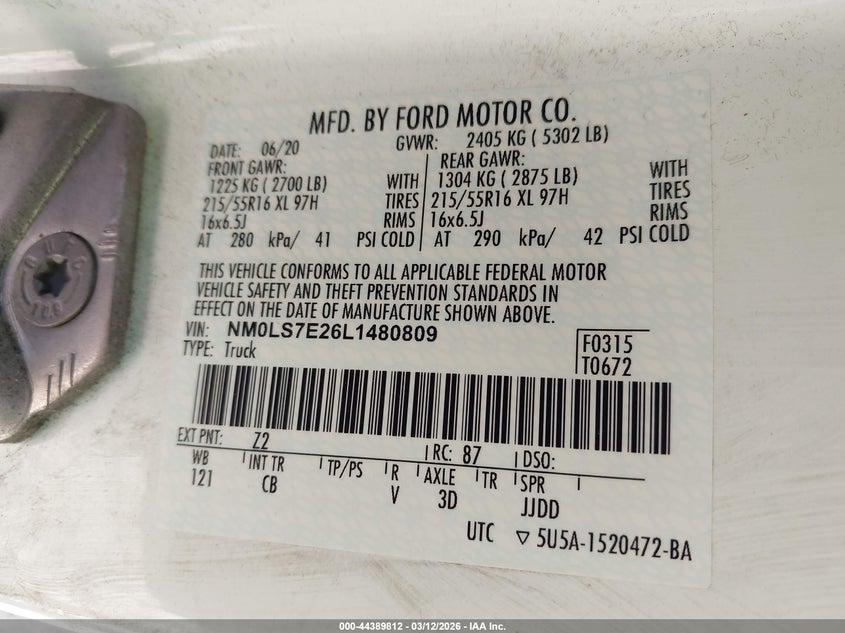 MFD. BY FORD MOTOR CO.
DATE: 06/20 GVWR: 2405 KG ( 5302 LB)
FRONT GAWR: REAR GAWR:
1225 KG ( 2700 LB) WITH 1304 KG ( 2875 LB) WITH
215/55R16 XL 97H TIRES 215/55R16 XL 97H TIRES
16x6.5J RIMS 16x6.5J RIMS
AT 280 kPa/ 41 PSI COLD AT 290 kPa/ 42 PSI COLD
THIS VEHICLE CONFORMS TO ALL APPLICABLE FEDERAL MOTOR
VEHICLE SAFETY AND THEFT PREVENTION STANDARDS IN
EFFECT ON THE DATE OF MANUFACTURE SHOWN ABOVE.
VIN: NM0LS7E26L1480809
TYPE: Truck
F0315
T0672
EXT PNT: Z2 RC: 87 DSO:
WB INT TR TP/PS R AXLE TR SPR
121 CB V 3D JJDD
UTC ▽ 5U5A-1520472-BA
000-44389812 - 03/12/2026 - IAA Inc.